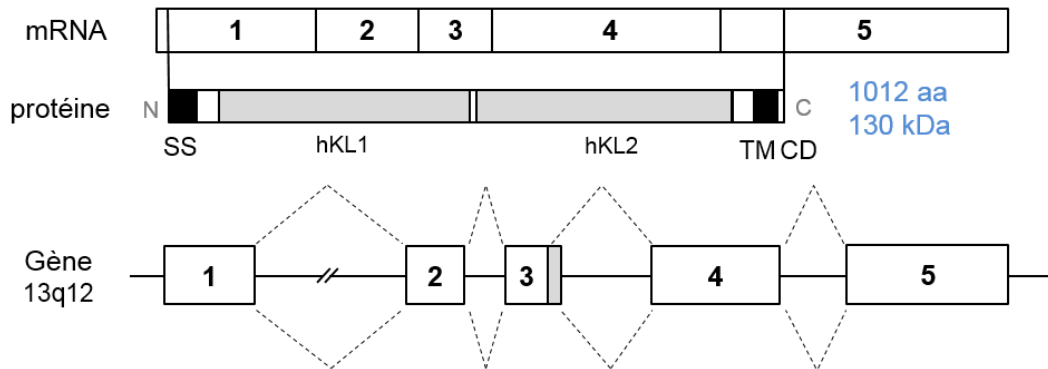 mRNA 1 2 3 4 5
protéine N C 1012 aa
130 kDa
SS hKL1 hKL2 TM CD
Gène 1 2 3 4 5
13q12